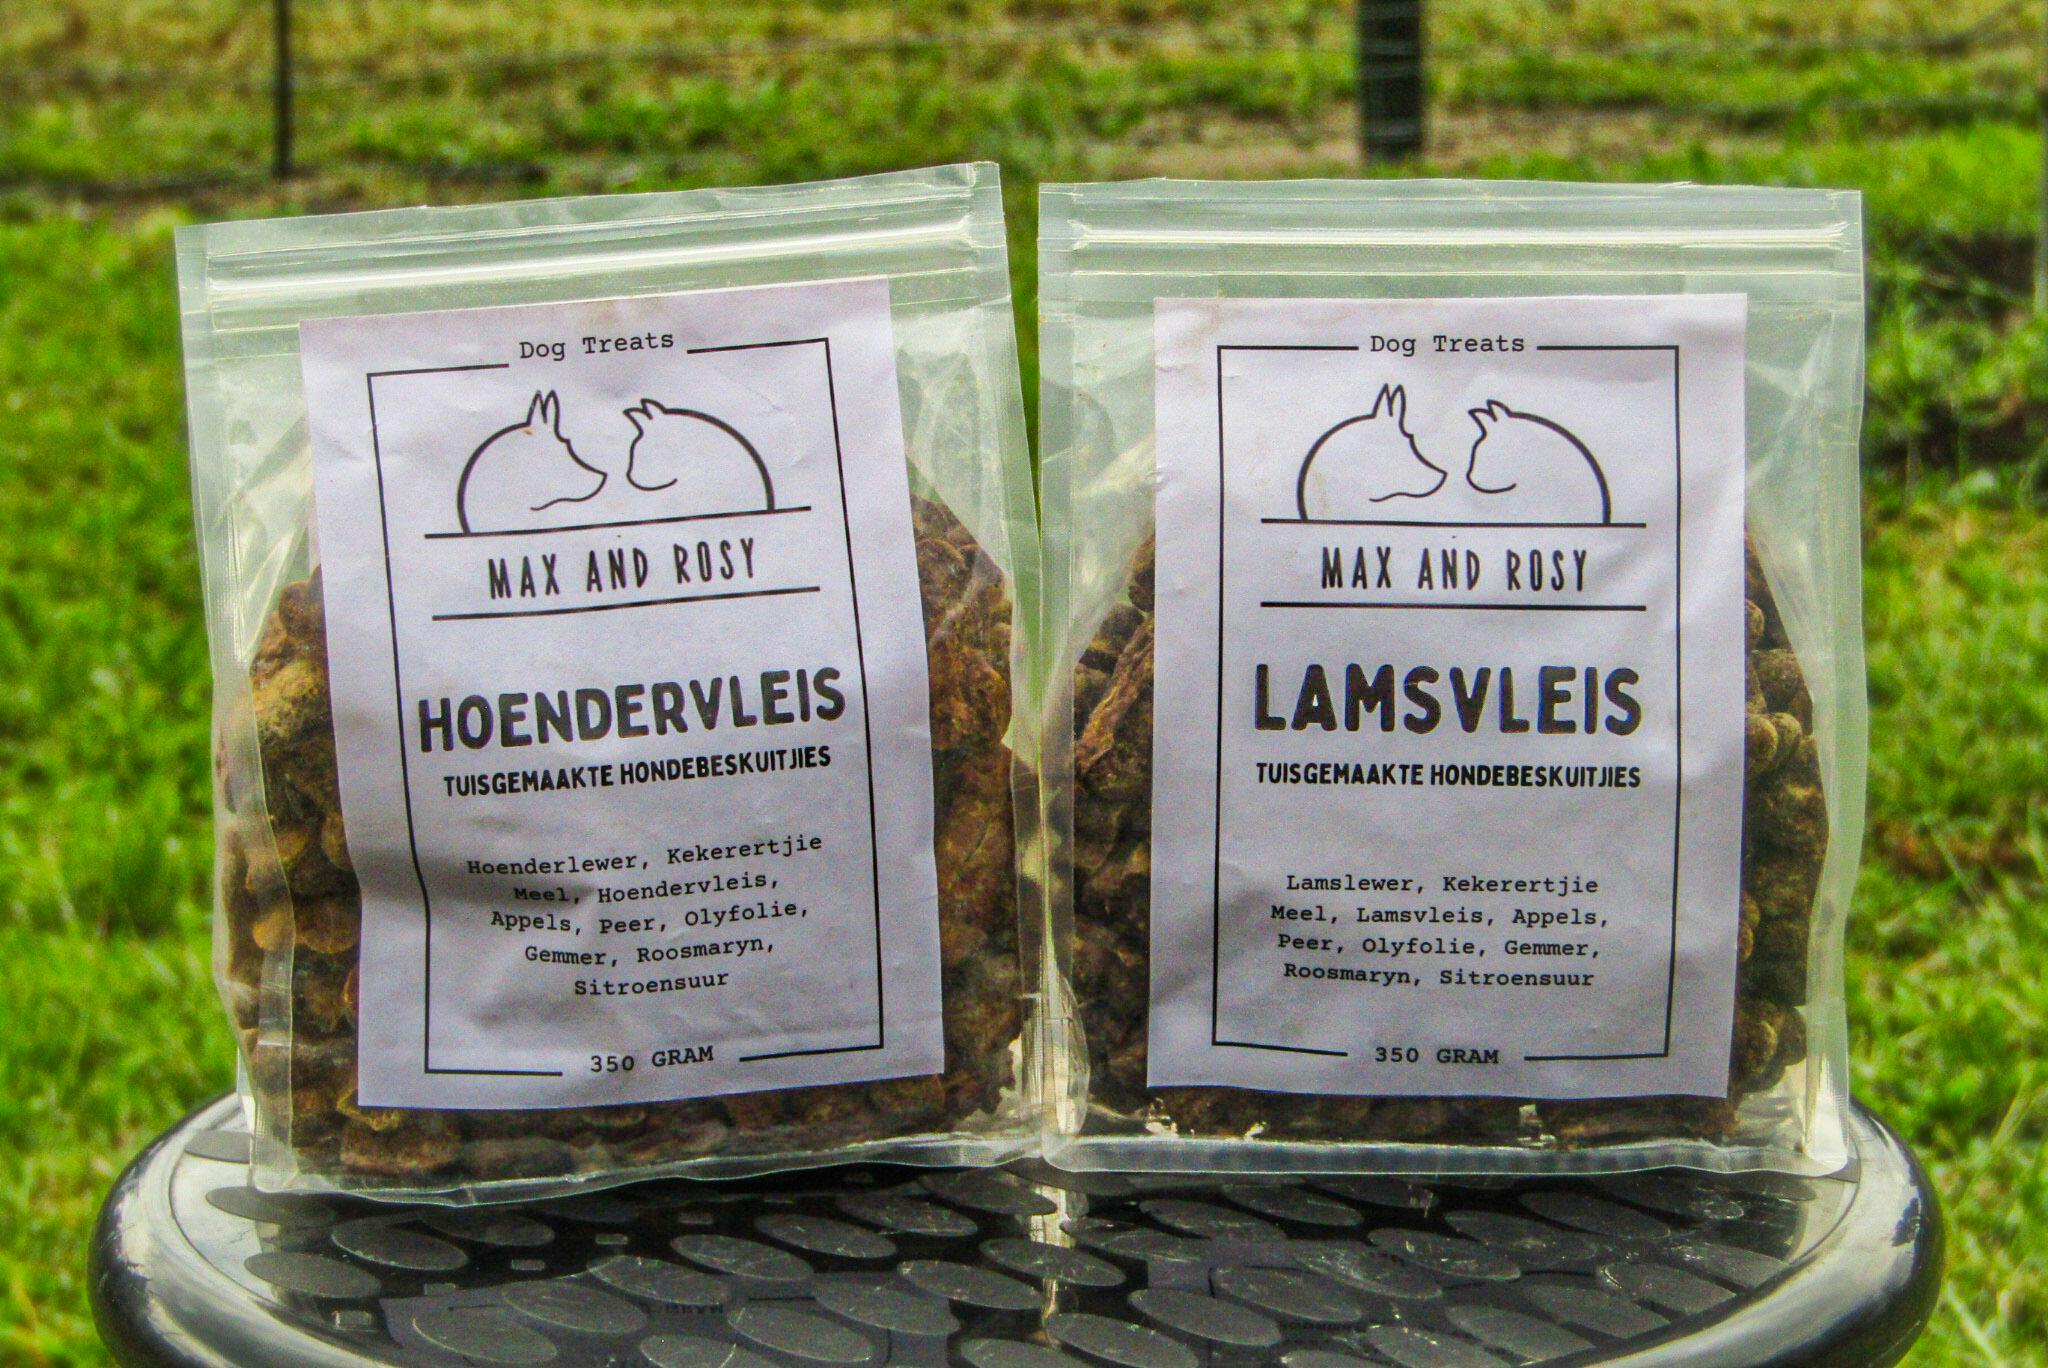 Dog Treats
MAX AND ROSY
HOENDERVLEIS
TUISGEMAAKTE HONDEBESKUITJIES
Hoenderlewer, Kekerertjie
Meel, Hoendervleis,
Appels, Peer, Olyfolie,
Gemmer, Roosmaryn,
Sitroensuur
350 GRAM
Dog Treats
MAX AND ROSY
LAMSVLEIS
TUISGEMAAKTE HONDEBESKUITJIES
Lamslewer, Kekerertjie
Meel, Lamsvleis, Appels,
Peer, Olyfolie, Gemmer,
Roosmaryn, Sitroensuur
350 GRAM